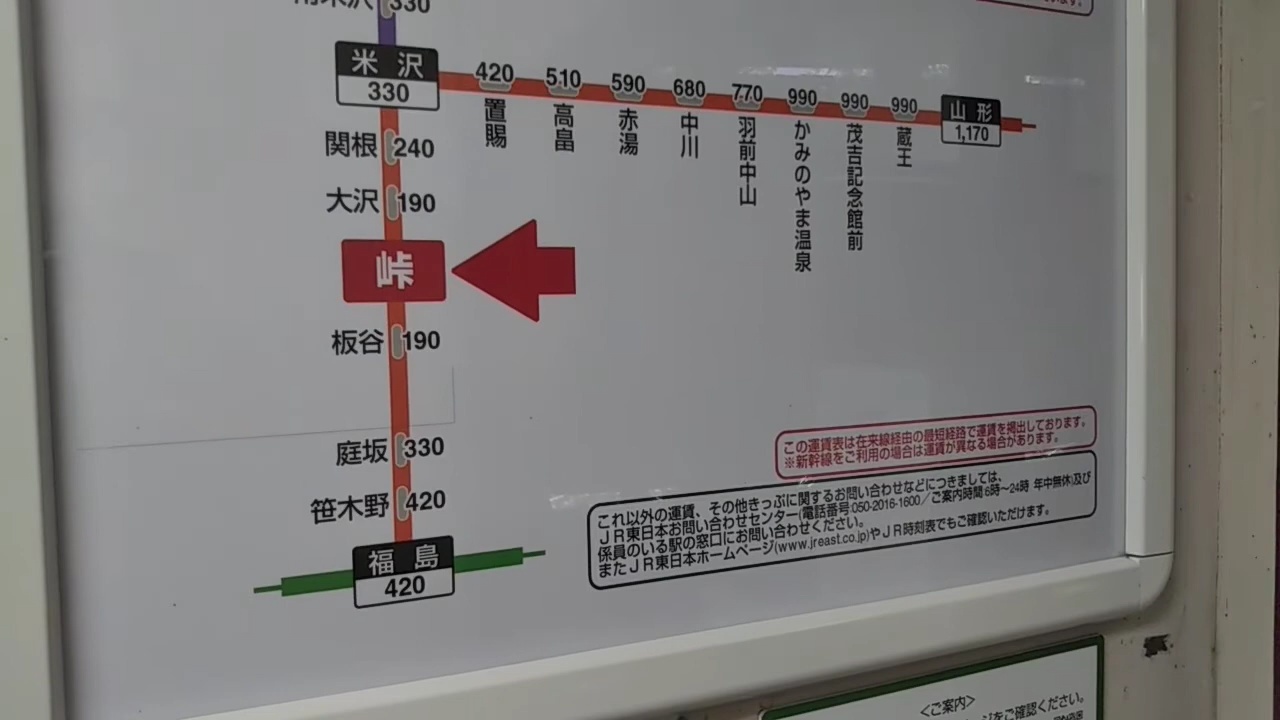 南米沢 330
米沢
330
420 510 590 680 770 990 990 990
置賜 高畠 赤湯 中川 羽前中山 かみのやま温泉 茂吉記念館前 蔵王
山形
1,170
関根 240
大沢 190
峠
板谷 190
庭坂 330
笹木野 420
福島
420
この運賃表は在来線経由の最短経路で運賃を掲出しております。
※新幹線をご利用の場合は運賃が異なる場合があります。
これ以外の運賃、その他きっぷに関するお問い合わせなどにつきましては、
JR東日本お問い合わせセンター(電話番号:050-2016-1600/ご案内時間6時〜24時 年中無休)及び
係員のいる駅の窓口にお問い合わせください。
またJR東日本ホームページ(www.jreast.co.jp)やJR時刻表でもご確認いただけます。
<ご案内>
をご確認ください。